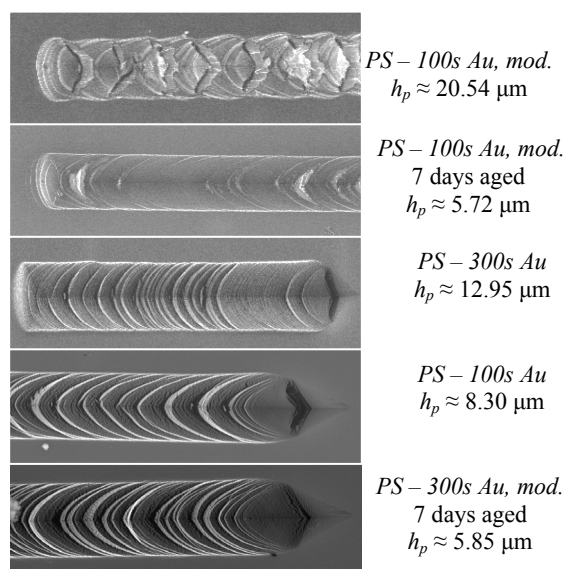 PS – 100s Au, mod.
hₚ ≈ 20.54 μm
PS – 100s Au, mod.
7 days aged
hₚ ≈ 5.72 μm
PS – 300s Au
hₚ ≈ 12.95 μm
PS – 100s Au
hₚ ≈ 8.30 μm
PS – 300s Au, mod.
7 days aged
hₚ ≈ 5.85 μm